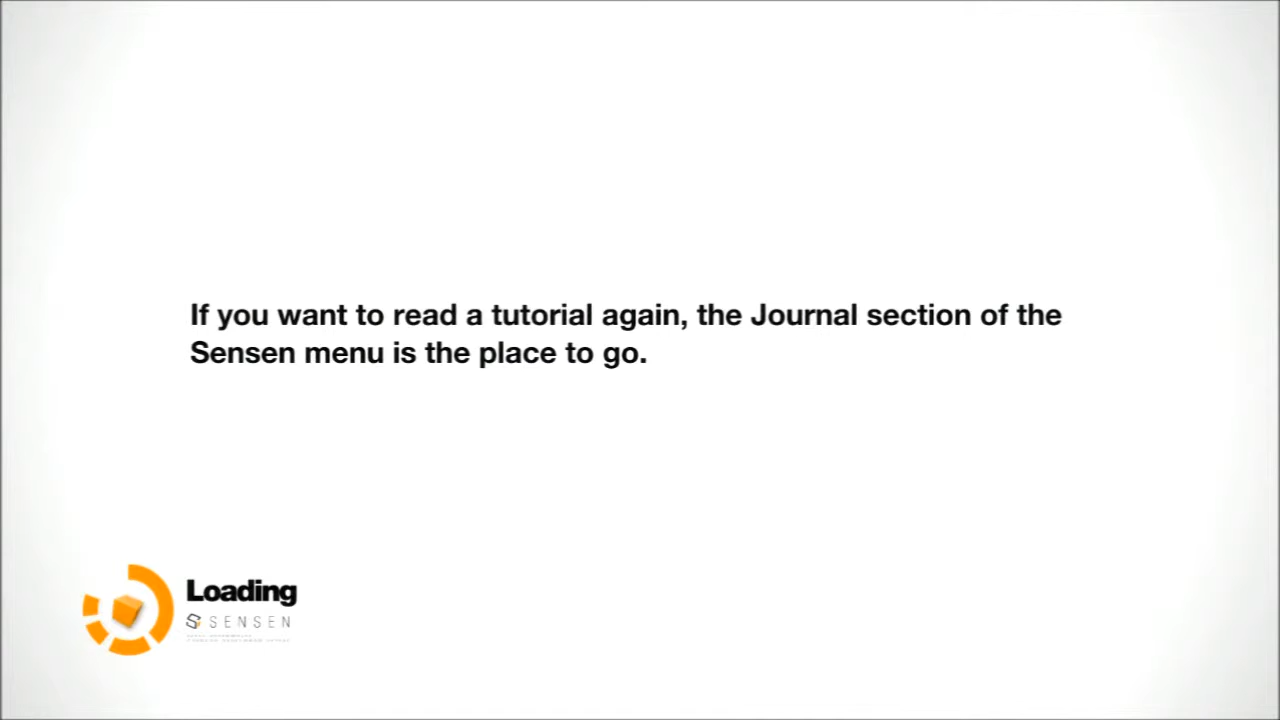 If you want to read a tutorial again, the Journal section of the
Sensen menu is the place to go.
Loading
SENSEN